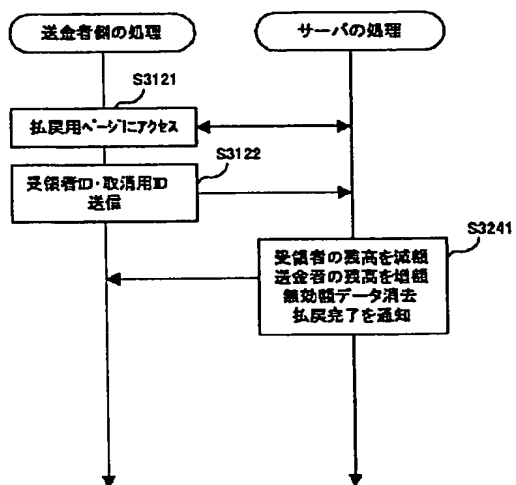 送金者側の処理
サーバの処理
S3121
払戻用ページにアクセス
S3122
受領者ID・取消用ID
送信
S3241
受領者の残高を減額
送金者の残高を増額
無効額データ消去
払戻完了を通知